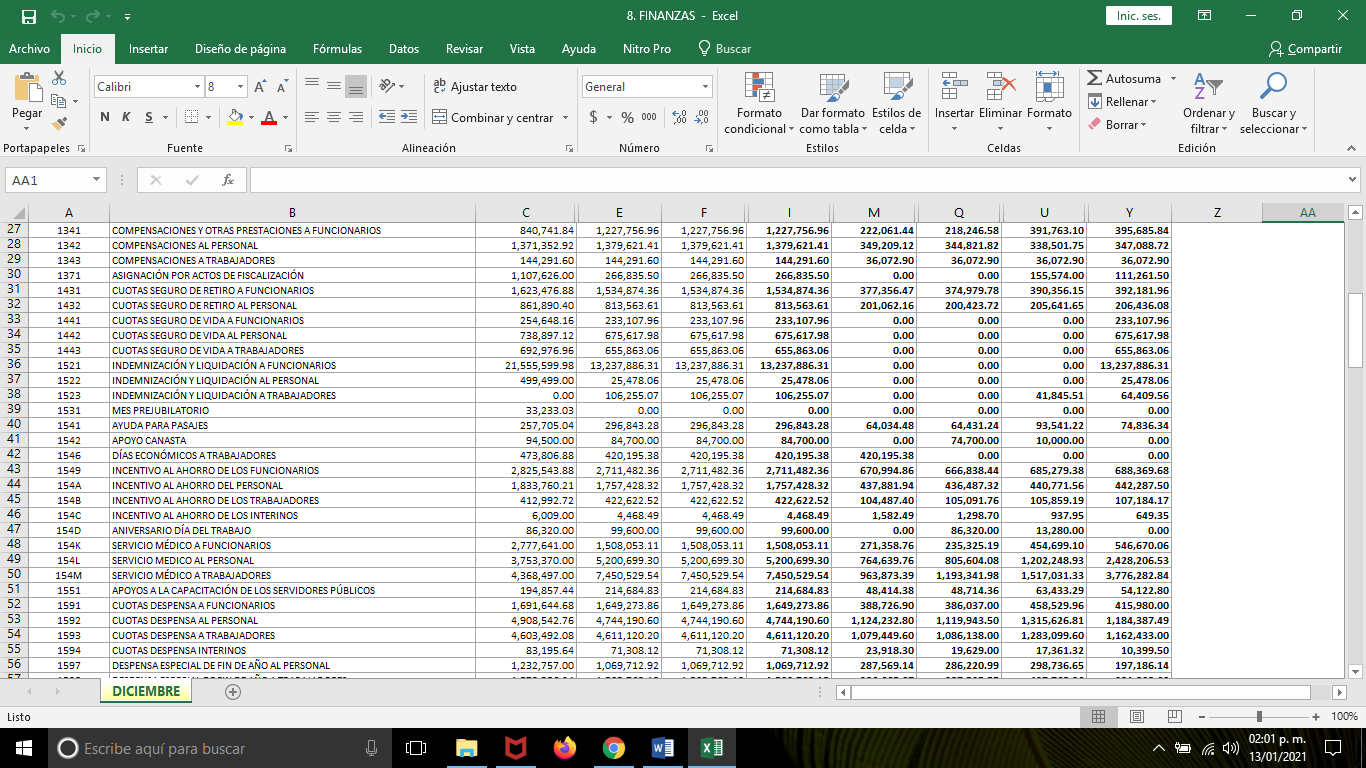 8. FINANZAS - Excel
Inic. ses.
Archivo Inicio Insertar Diseño de página Fórmulas Datos Revisar Vista Ayuda Nitro Pro Buscar Compartir
Pegar
Calibri 8
N K S
Ajustar texto
Combinar y centrar
General
$ % 000
Formato condicional
Dar formato como tabla
Estilos de celda
Insertar Eliminar Formato
Autosuma
Rellenar
Borrar
Ordenar y filtrar
Buscar y seleccionar
Portapapeles Fuente Alineación Número Estilos Celdas Edición
AA1 fx
A B C E F I M Q U Y Z AA
27 1341 COMPENSACIONES Y OTRAS PRESTACIONES A FUNCIONARIOS 840,741.84 1,227,756.96 1,227,756.96 1,227,756.96 222,061.44 218,246.58 391,763.10 395,685.84
28 1342 COMPENSACIONES AL PERSONAL 1,371,352.92 1,379,621.41 1,379,621.41 1,379,621.41 349,209.12 344,821.82 338,501.75 347,088.72
29 1343 COMPENSACIONES A TRABAJADORES 144,291.60 144,291.60 144,291.60 144,291.60 36,072.90 36,072.90 36,072.90 36,072.90
30 1371 ASIGNACIÓN POR ACTOS DE FISCALIZACIÓN 1,107,626.00 266,835.50 266,835.50 266,835.50 0.00 0.00 155,574.00 111,261.50
31 1431 CUOTAS SEGURO DE RETIRO A FUNCIONARIOS 1,623,476.88 1,534,874.36 1,534,874.36 1,534,874.36 377,356.47 374,979.78 390,356.15 392,181.96
32 1432 CUOTAS SEGURO DE RETIRO AL PERSONAL 861,890.40 813,563.61 813,563.61 813,563.61 201,062.16 200,423.72 205,641.65 206,436.08
33 1441 CUOTAS SEGURO DE VIDA A FUNCIONARIOS 254,648.16 233,107.96 233,107.96 233,107.96 0.00 0.00 0.00 233,107.96
34 1442 CUOTAS SEGURO DE VIDA AL PERSONAL 738,897.12 675,617.98 675,617.98 675,617.98 0.00 0.00 0.00 675,617.98
35 1443 CUOTAS SEGURO DE VIDA A TRABAJADORES 692,976.96 655,863.06 655,863.06 655,863.06 0.00 0.00 0.00 655,863.06
36 1521 INDEMNIZACIÓN Y LIQUIDACIÓN A FUNCIONARIOS 21,555,599.98 13,237,886.31 13,237,886.31 13,237,886.31 0.00 0.00 0.00 13,237,886.31
37 1522 INDEMNIZACIÓN Y LIQUIDACIÓN AL PERSONAL 499,499.00 25,478.06 25,478.06 25,478.06 0.00 0.00 0.00 25,478.06
38 1523 INDEMNIZACIÓN Y LIQUIDACIÓN A TRABAJADORES 0.00 106,255.07 106,255.07 106,255.07 0.00 0.00 41,845.51 64,409.56
39 1531 MES PREJUBILATORIO 33,233.03 0.00 0.00 0.00 0.00 0.00 0.00 0.00
40 1541 AYUDA PARA PASAJES 257,705.04 296,843.28 296,843.28 296,843.28 64,034.48 64,431.24 93,541.22 74,836.34
41 1542 APOYO CANASTA 94,500.00 84,700.00 84,700.00 84,700.00 0.00 74,700.00 10,000.00 0.00
42 1546 DÍAS ECONÓMICOS A TRABAJADORES 473,806.88 420,195.38 420,195.38 420,195.38 420,195.38 0.00 0.00 0.00
43 1549 INCENTIVO AL AHORRO DE LOS FUNCIONARIOS 2,825,543.88 2,711,482.36 2,711,482.36 2,711,482.36 670,994.86 666,838.44 685,279.38 688,369.68
44 154A INCENTIVO AL AHORRO DEL PERSONAL 1,833,760.21 1,757,428.32 1,757,428.32 1,757,428.32 437,881.94 436,487.32 440,771.56 442,287.50
45 154B INCENTIVO AL AHORRO DE LOS TRABAJADORES 412,992.72 422,622.52 422,622.52 422,622.52 104,487.40 105,091.76 105,859.19 107,184.17
46 154C INCENTIVO AL AHORRO DE LOS INTERINOS 6,009.00 4,468.49 4,468.49 4,468.49 1,582.49 1,298.70 937.95 649.35
47 154D ANIVERSARIO DÍA DEL TRABAJO 86,320.00 99,600.00 99,600.00 99,600.00 0.00 86,320.00 13,280.00 0.00
48 154K SERVICIO MÉDICO A FUNCIONARIOS 2,777,641.00 1,508,053.11 1,508,053.11 1,508,053.11 271,358.76 235,325.19 454,699.10 546,670.06
49 154L SERVICIO MEDICO AL PERSONAL 3,753,370.00 5,200,699.30 5,200,699.30 5,200,699.30 764,639.76 805,604.08 1,202,248.93 2,428,206.53
50 154M SERVICIO MÉDICO A TRABAJADORES 4,368,497.00 7,450,529.54 7,450,529.54 7,450,529.54 963,873.39 1,193,341.98 1,517,031.33 3,776,282.84
51 1551 APOYOS A LA CAPACITACIÓN DE LOS SERVIDORES PÚBLICOS 194,857.44 214,684.83 214,684.83 214,684.83 48,414.38 48,714.36 63,433.29 54,122.80
52 1591 CUOTAS DESPENSA A FUNCIONARIOS 1,691,644.68 1,649,273.86 1,649,273.86 1,649,273.86 388,726.90 386,037.00 458,529.96 415,980.00
53 1592 CUOTAS DESPENSA AL PERSONAL 4,908,542.76 4,744,190.60 4,744,190.60 4,744,190.60 1,124,232.80 1,119,943.50 1,315,626.81 1,184,387.49
54 1593 CUOTAS DESPENSA A TRABAJADORES 4,603,492.08 4,611,120.20 4,611,120.20 4,611,120.20 1,079,449.60 1,086,138.00 1,283,099.60 1,162,433.00
55 1594 CUOTAS DESPENSA INTERINOS 83,195.64 71,308.12 71,308.12 71,308.12 23,918.30 19,629.00 17,361.32 10,399.50
56 1597 DESPENSA ESPECIAL DE FIN DE AÑO AL PERSONAL 1,232,757.00 1,069,712.92 1,069,712.92 1,069,712.92 287,569.14 286,220.99 298,736.65 197,186.14
DICIEMBRE
Listo 100%
Escribe aquí para buscar
02:01 p. m.
13/01/2021